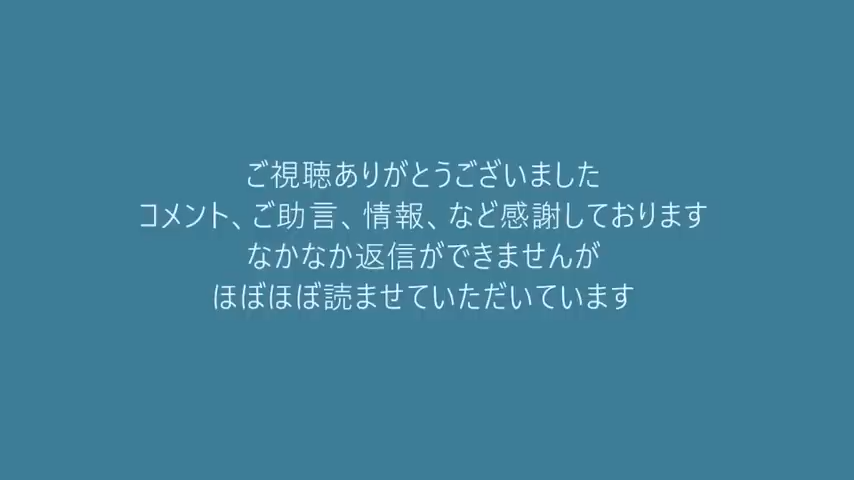 ご視聴ありがとうございました
コメント、ご助言、情報、など感謝しております
なかなか返信ができませんが
ほぼほぼ読ませていただいています